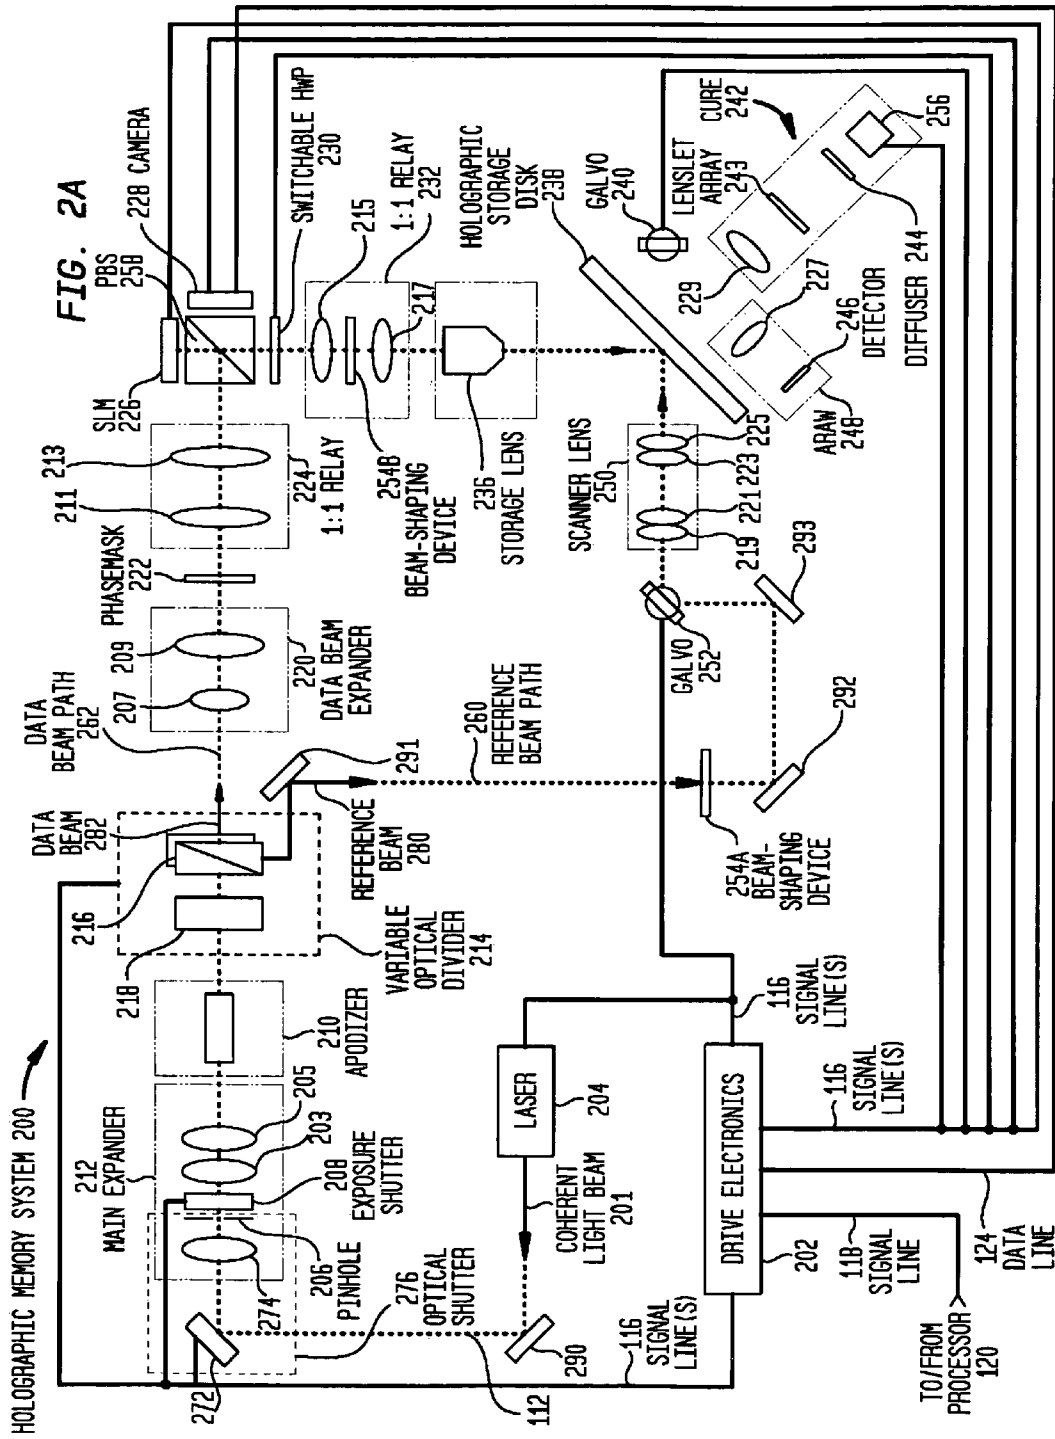 FIG. 2A
HOLOGRAPHIC MEMORY SYSTEM 200
212
MAIN EXPANDER
274
206
PINHOLE
208
EXPOSURE
SHUTTER
203
205
276
OPTICAL
SHUTTER
272
210
APODIZER
218
216
VARIABLE
OPTICAL
DIVIDER
214
DATA
BEAM
282
DATA
BEAM PATH
262
REFERENCE
BEAM
280
291
207
209
220
DATA BEAM
EXPANDER
PHASEMASK
222
211
213
224
1:1 RELAY
SLM
226
PBS
258
228 CAMERA
SWITCHABLE HWP
230
215
1:1 RELAY
232
217
254B
BEAM-SHAPING
DEVICE
236
STORAGE LENS
HOLOGRAPHIC
STORAGE
DISK
238
GALVO
240
LENSLET
ARRAY
243
CURE
242
256
229
227
246
DETECTOR
DIFFUSER 244
ARAW
248
SCANNER LENS
250
225
223
221
219
GALVO
252
293
292
260
REFERENCE
BEAM PATH
254A
BEAM-
SHAPING
DEVICE
LASER
204
COHERENT
LIGHT BEAM
201
290
112
116
SIGNAL
LINE(S)
116
SIGNAL
LINE(S)
116
SIGNAL
LINE(S)
DRIVE ELECTRONICS
202
118
SIGNAL
LINE
124
DATA
LINE
TO/FROM
PROCESSOR
120